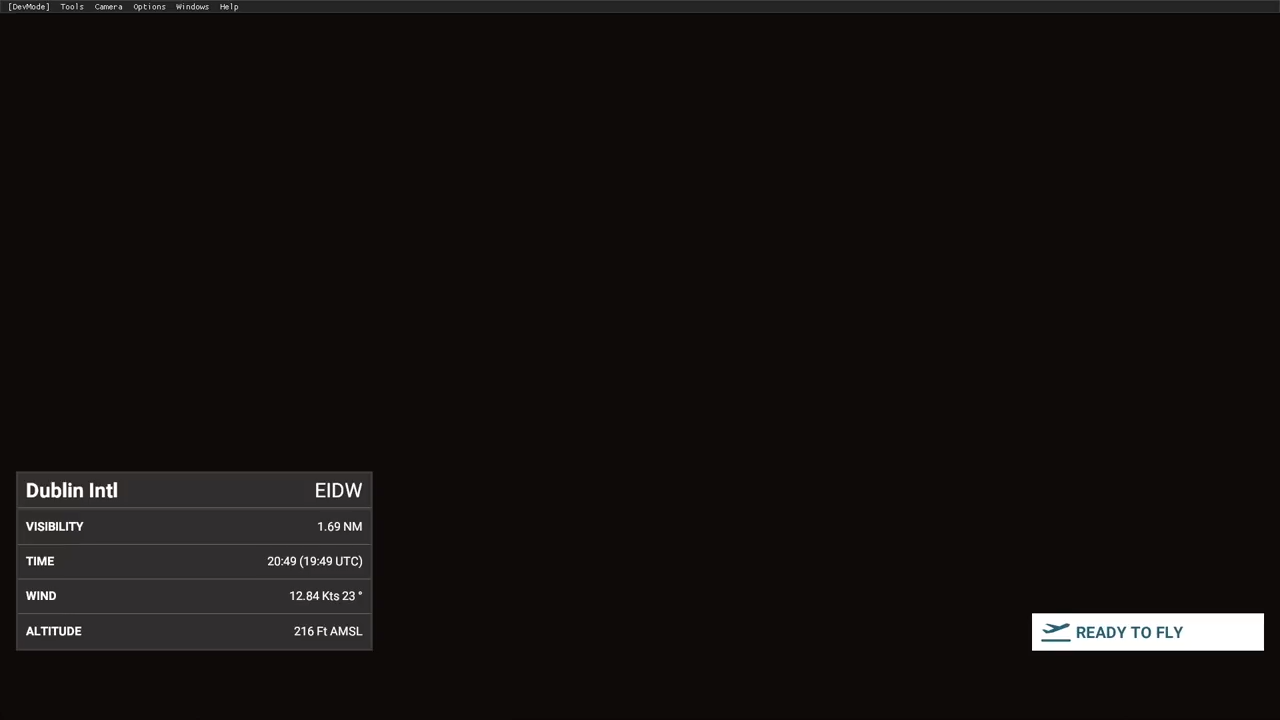 [DevMode] Tools Camera Options Windows Help
Dublin Intl EIDW
VISIBILITY 1.69 NM
TIME 20:49 (19:49 UTC)
WIND 12.84 Kts 23 °
ALTITUDE 216 Ft AMSL
READY TO FLY